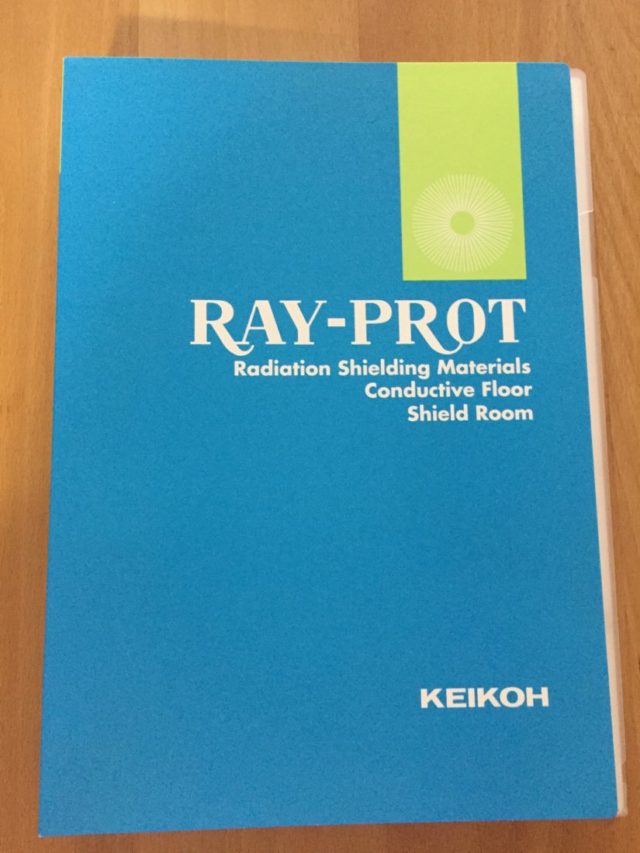 RAY-PROT
Radiation Shielding Materials
Conductive Floor
Shield Room
KEIKOH